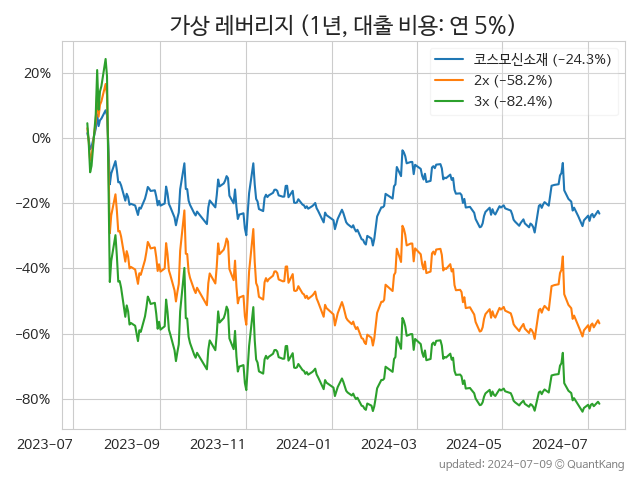 가상 레버리지 (1년, 대출 비용: 연 5%)
코스모신소재 (-24.3%)
2x (-58.2%)
3x (-82.4%)
20%
0%
-20%
-40%
-60%
-80%
2023-07
2023-09
2023-11
2024-01
2024-03
2024-05
2024-07
updated: 2024-07-09 © QuantKang